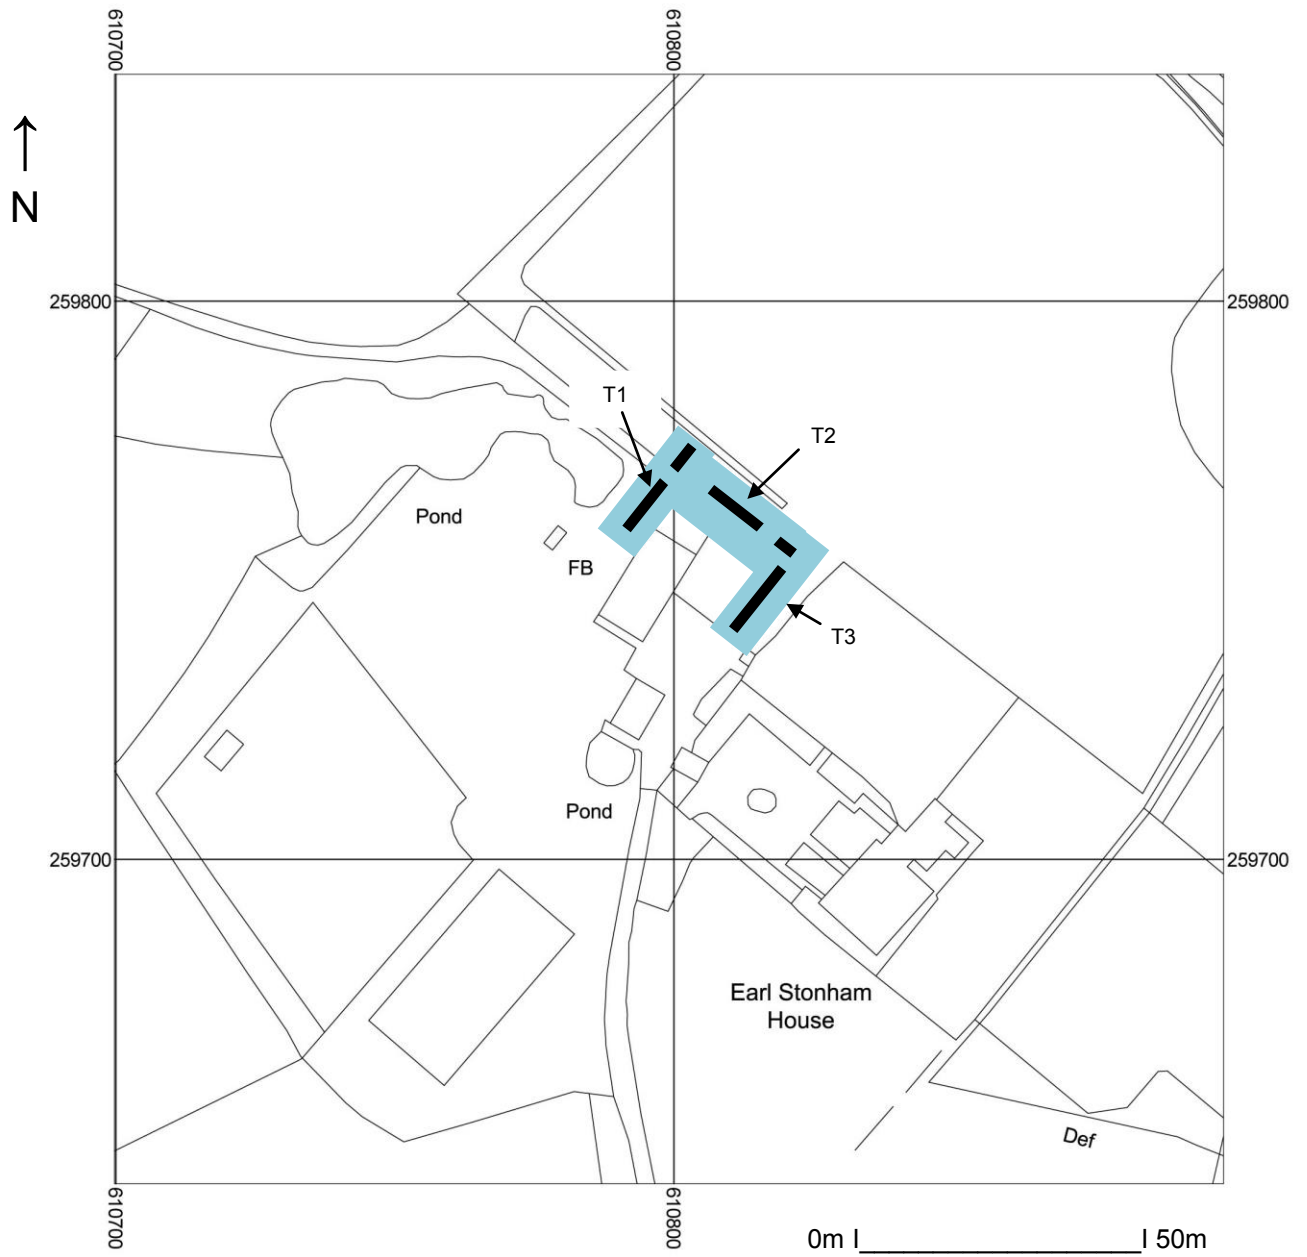 610700
610800
N
259800
259800
T1
T2
Pond
FB
T3
Pond
259700
259700
Earl Stonham
House
Def
610700
610800
0m I____________________I 50m